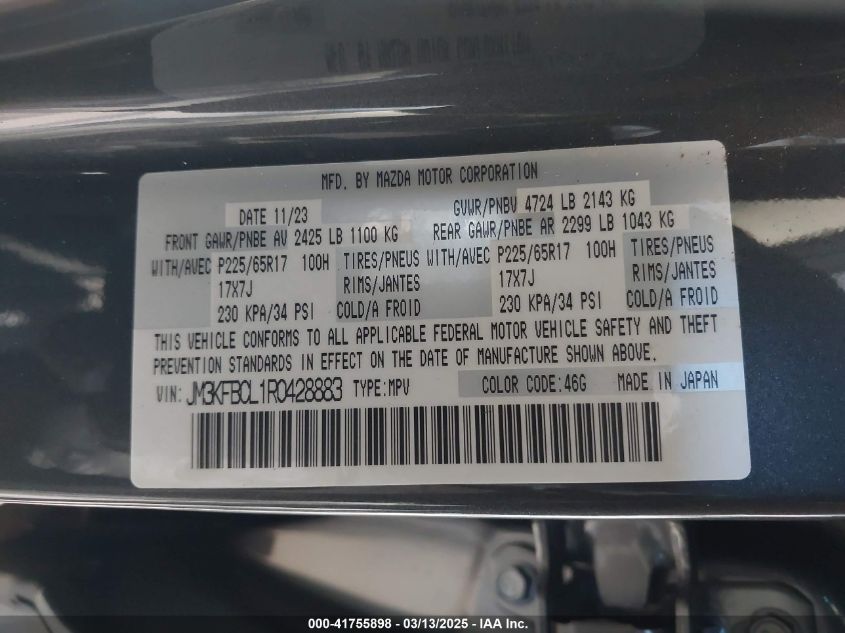 MFD. BY MAZDA MOTOR CORPORATION
DATE 11/23 GVWR/PNBV 4724 LB 2143 KG
FRONT GAWR/PNBE AV 2425 LB 1100 KG REAR GAWR/PNBE AR 2299 LB 1043 KG
WITH/AVEC P225/65R17 100H TIRES/PNEUS WITH/AVEC P225/65R17 100H TIRES/PNEUS
17X7J RIMS/JANTES 17X7J RIMS/JANTES
230 KPA/34 PSI COLD/A FROID 230 KPA/34 PSI COLD/A FROID
THIS VEHICLE CONFORMS TO ALL APPLICABLE FEDERAL MOTOR VEHICLE SAFETY AND THEFT
PREVENTION STANDARDS IN EFFECT ON THE DATE OF MANUFACTURE SHOWN ABOVE.
VIN: JM3KFBCL1R0428883 TYPE:MPV COLOR CODE:46G MADE IN JAPAN
000-41755898 - 03/13/2025 - IAA Inc.